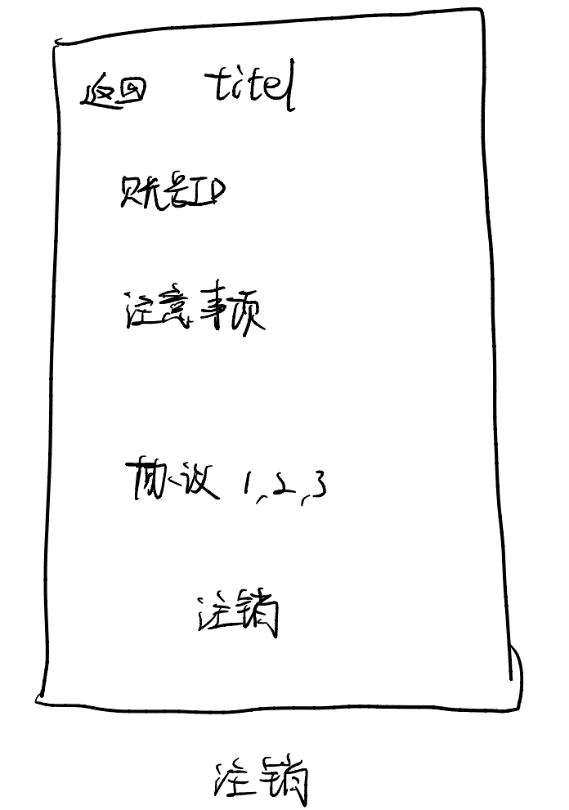 返回 titel
账号ID
注意事项
协议 1,2,3
注销
注销